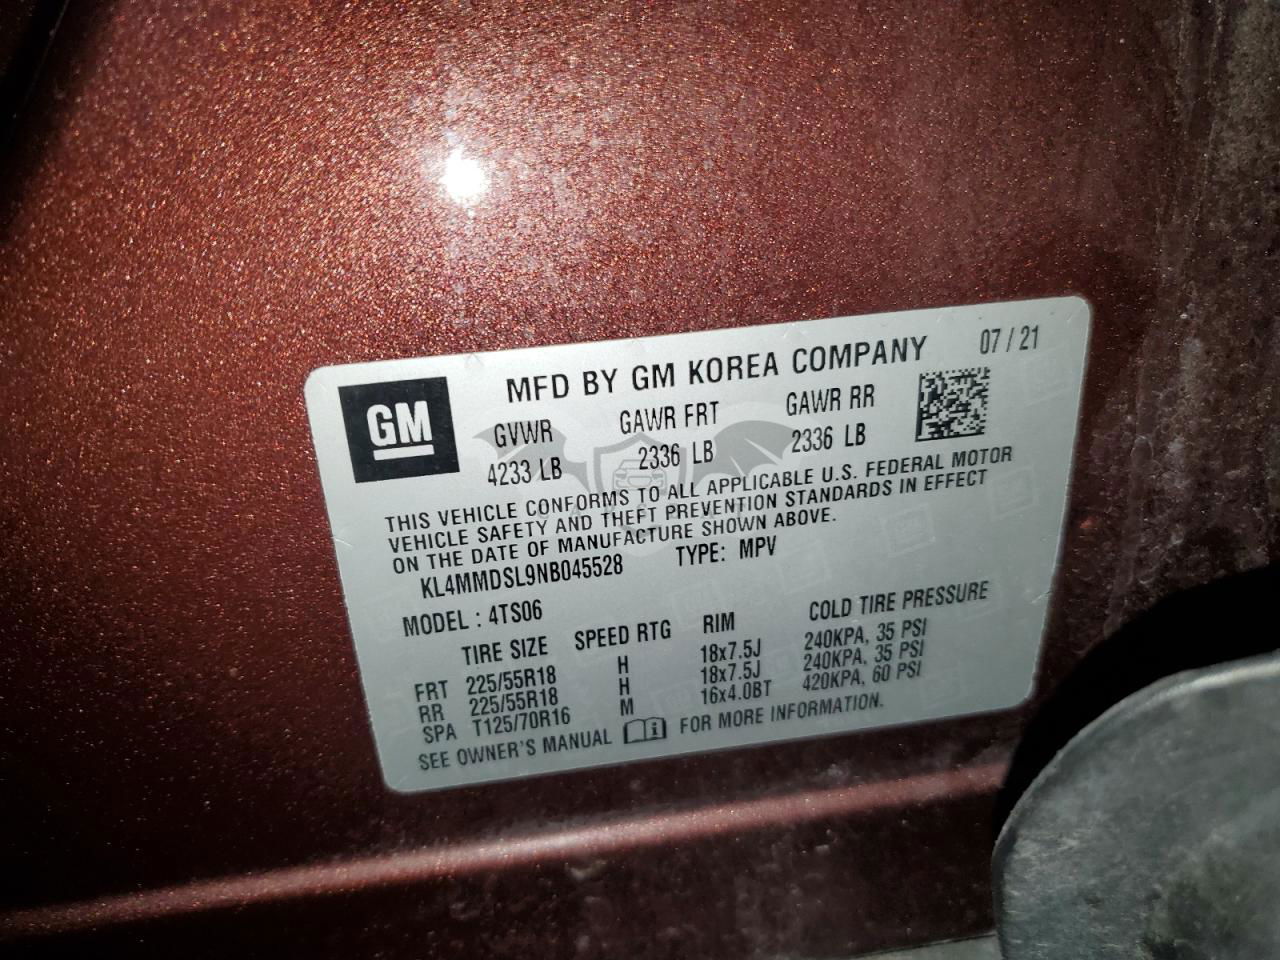 GM
MFD BY GM KOREA COMPANY 07 / 21
GVWR GAWR FRT GAWR RR
4233 LB 2336 LB 2336 LB
THIS VEHICLE CONFORMS TO ALL APPLICABLE U.S. FEDERAL MOTOR
VEHICLE SAFETY AND THEFT PREVENTION STANDARDS IN EFFECT
ON THE DATE OF MANUFACTURE SHOWN ABOVE.
KL4MMDSL9NB045528 TYPE: MPV
MODEL : 4TS06
TIRE SIZE SPEED RTG RIM COLD TIRE PRESSURE
FRT 225/55R18 H 18x7.5J 240KPA, 35 PSI
RR 225/55R18 H 18x7.5J 240KPA, 35 PSI
SPA T125/70R16 M 16x4.0BT 420KPA, 60 PSI
SEE OWNER'S MANUAL FOR MORE INFORMATION.